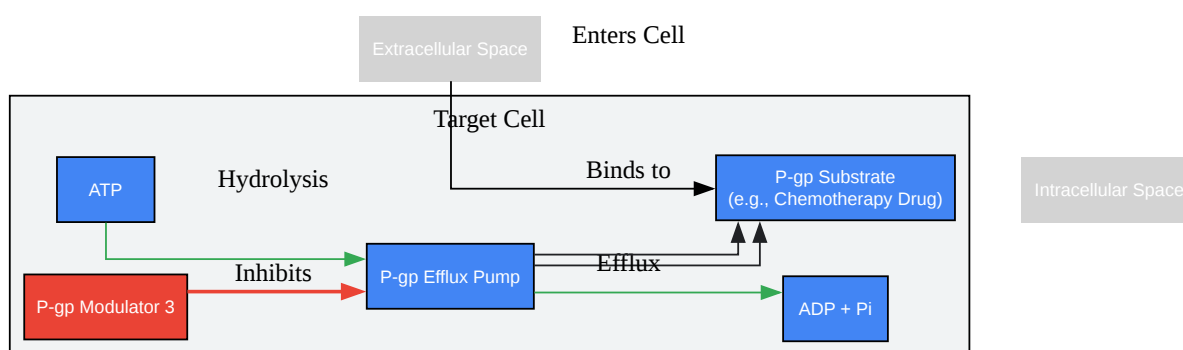 Extracellular Space
Enters Cell
Target Cell
ATP
Hydrolysis
Binds to
P-gp Substrate
(e.g., Chemotherapy Drug)
Intracellular Space
Inhibits
P-gp Efflux Pump
Efflux
P-gp Modulator 3
ADP + Pi